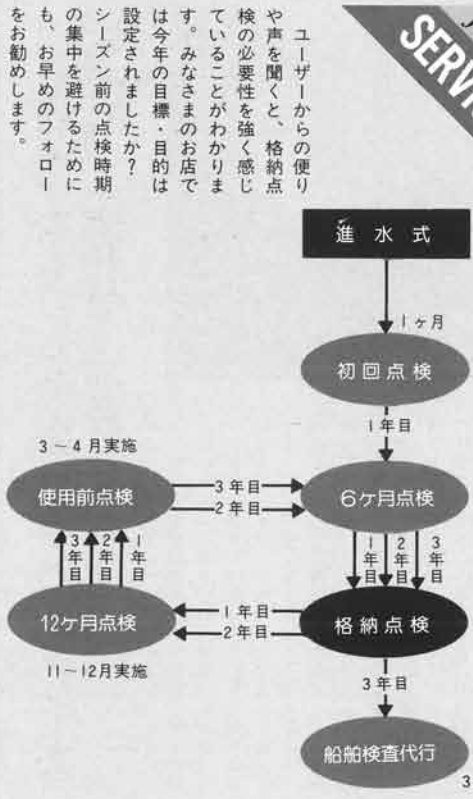 SERVI
ユーザーからの便り
や声を聞くと、格納点
検の必要性を強く感じ
ていることがわかりま
す。みなさまのお店で
は今年の目標・目的は
設定されましたか?
シーズン前の点検時期
の集中を避けるために
も、お早めのフォロー
をお勧めします。
進水式
1ヶ月
初回点検
1年目
6ヶ月点検
1年目
2年目
3年目
格納点検
1年目
2年目
12ヶ月点検
11~12月実施
3年目
2年目
1年目
3~4月実施
使用前点検
3年目
2年目
3年目
船舶検査代行
3